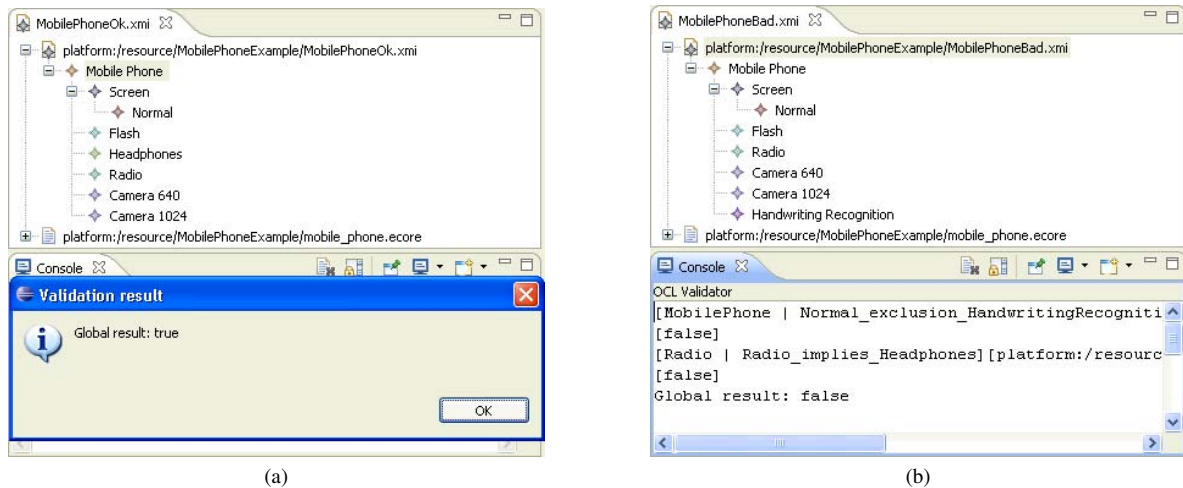 MobilePhoneOk.xmi
platform:/resource/MobilePhoneExample/MobilePhoneOk.xmi
Mobile Phone
Screen
Normal
Flash
Headphones
Radio
Camera 640
Camera 1024
platform:/resource/MobilePhoneExample/mobile_phone.ecore
Console
Validation result
Global result: true
OK
(a)
MobilePhoneBad.xmi
platform:/resource/MobilePhoneExample/MobilePhoneBad.xmi
Mobile Phone
Screen
Normal
Flash
Radio
Camera 640
Camera 1024
Handwriting Recognition
platform:/resource/MobilePhoneExample/mobile_phone.ecore
Console
OCL Validator
[MobilePhone | Normal_exclusion_HandwritingRecogniti
[false]
[Radio | Radio_implies_Headphones][platform:/resourc
[false]
Global result: false
(b)